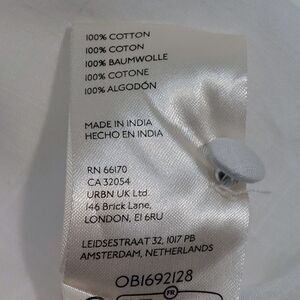 100% COTTON
100% COTON
100% BAUMWOLLE
100% COTONE
100% ALGODÓN
MADE IN INDIA
HECHO EN INDIA
RN 66170
CA 32054
URBN UK Ltd.
146 Brick Lane,
LONDON, E1 6RU
LEIDSESTRAAT 32, 1017 PB
AMSTERDAM, NETHERLANDS
OB1692128
FR